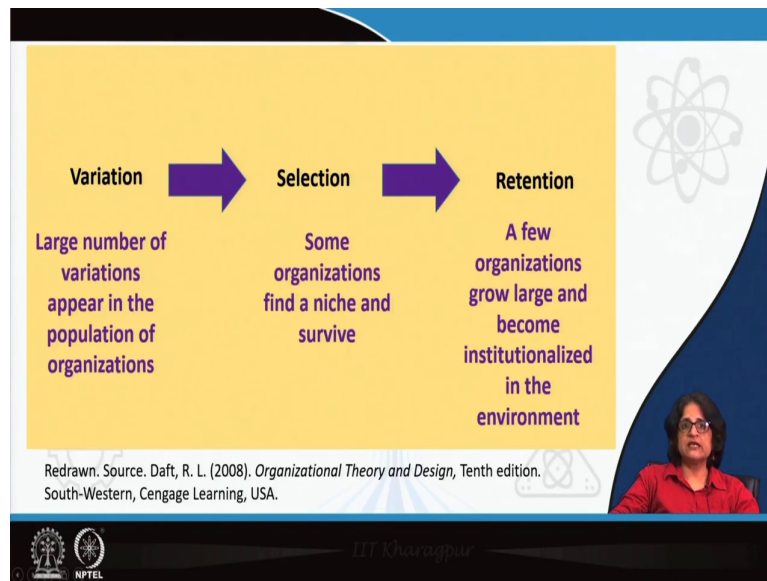 Variation
Selection
Retention
Large number of
variations
appear in the
population of
organizations
Some
organizations
find a niche and
survive
A few
organizations
grow large and
become
institutionalized
in the
environment
Redrawn. Source. Daft, R. L. (2008). Organizational Theory and Design, Tenth edition.
South-Western, Cengage Learning, USA.
IIT Kharagpur
NPTEL